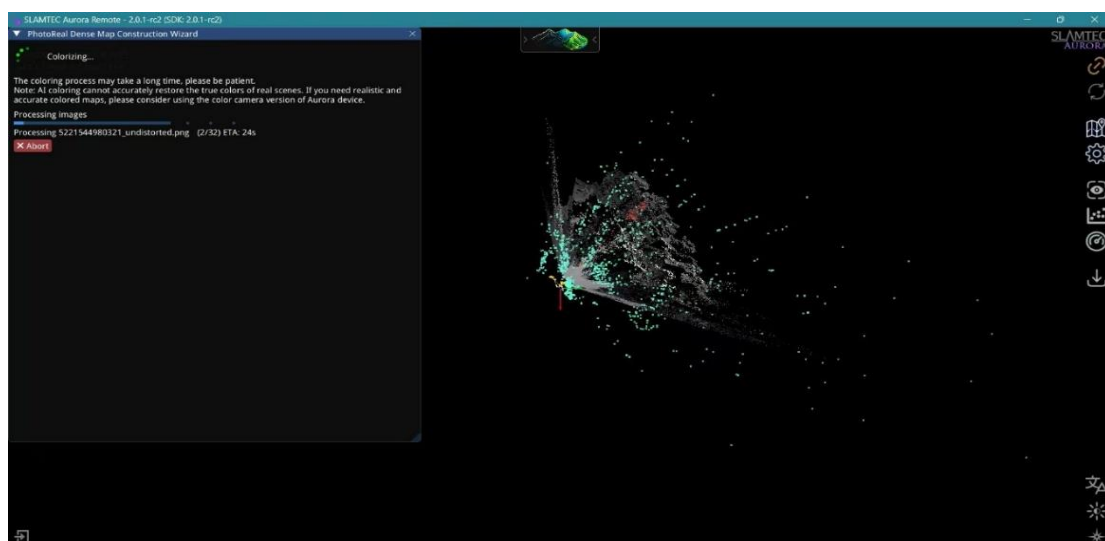 SLAMTEC Aurora Remote - 2.0.1-rc2 (SDK: 2.0.1-rc2)
PhotoReal Dense Map Construction Wizard
SLAMTEC
AURORA
Colorizing...
The coloring process may take a long time, please be patient.
Note: AI coloring cannot accurately restore the true colors of real scenes. If you need realistic and
accurate colored maps, please consider using the color camera version of Aurora device.
Processing images
Processing 5221544980321_undistorted.png (2/32) ETA: 24s
Abort